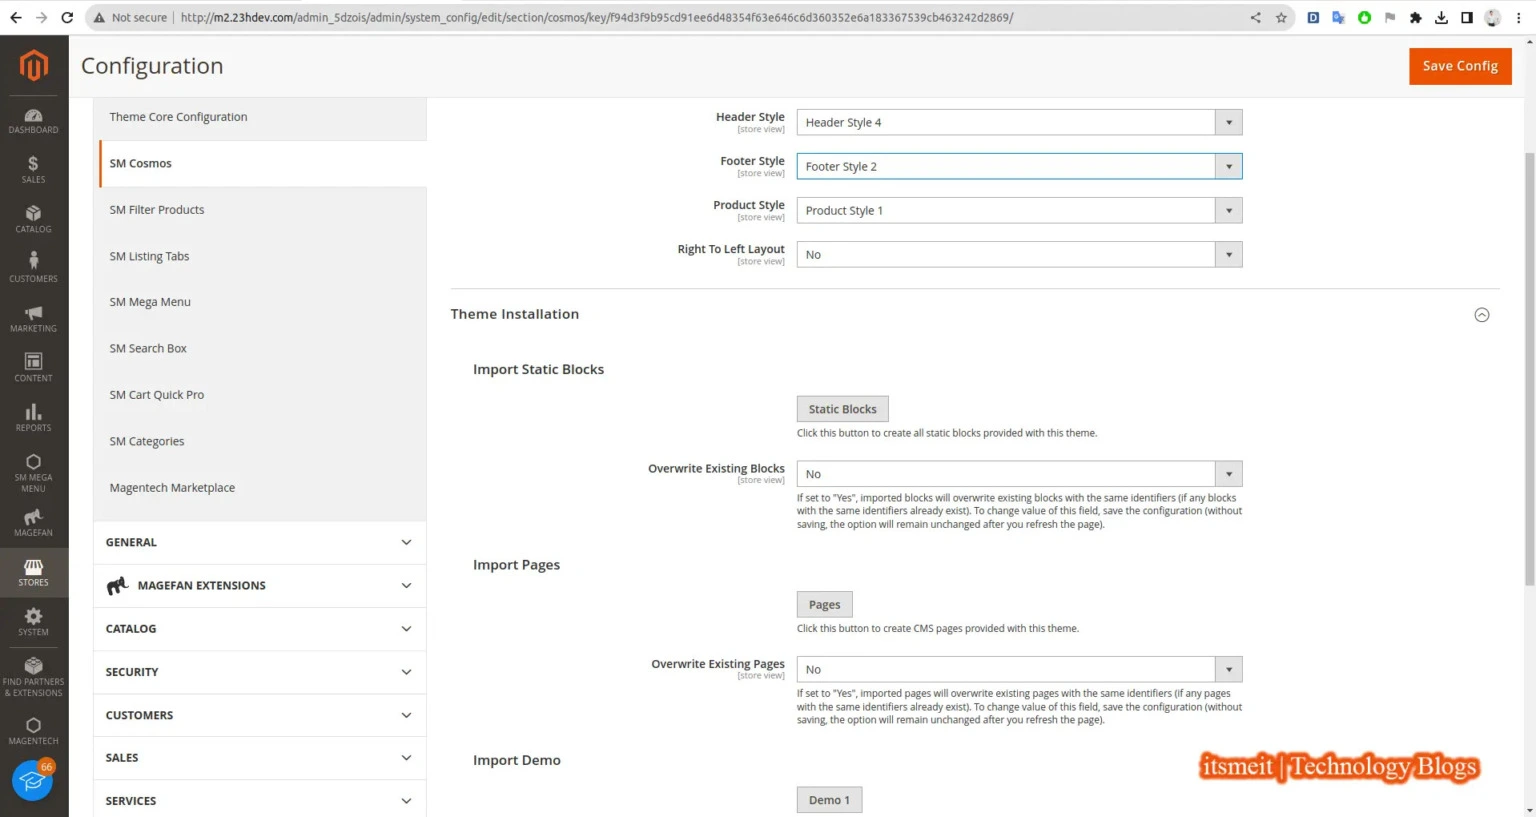 Not secure
http://m2.23hdev.com/admin_5dzois/admin/system_config/edit/section/cosmos/key/f94d3f9b95cd91ee6d48354f63e646c6d360352e6a183367539cb463242d2869/
Configuration
Save Config
DASHBOARD
SALES
CATALOG
CUSTOMERS
MARKETING
CONTENT
REPORTS
SM MEGA
MENU
MAGEFAN
STORES
SYSTEM
FIND PARTNERS
& EXTENSIONS
MAGENTECH
66
Theme Core Configuration
SM Cosmos
SM Filter Products
SM Listing Tabs
SM Mega Menu
SM Search Box
SM Cart Quick Pro
SM Categories
Magentech Marketplace
GENERAL
MAGEFAN EXTENSIONS
CATALOG
SECURITY
CUSTOMERS
SALES
SERVICES
Header Style
[store view]
Header Style 4
Footer Style
[store view]
Footer Style 2
Product Style
[store view]
Product Style 1
Right To Left Layout
[store view]
No
Theme Installation
Import Static Blocks
Static Blocks
Click this button to create all static blocks provided with this theme.
Overwrite Existing Blocks
[store view]
No
If set to "Yes", imported blocks will overwrite existing blocks with the same identifiers (if any blocks
with the same identifiers already exist). To change value of this field, save the configuration (without
saving, the option will remain unchanged after you refresh the page).
Import Pages
Pages
Click this button to create CMS pages provided with this theme.
Overwrite Existing Pages
[store view]
No
If set to "Yes", imported pages will overwrite existing pages with the same identifiers (if any pages
with the same identifiers already exist). To change value of this field, save the configuration (without
saving, the option will remain unchanged after you refresh the page).
Import Demo
Demo 1
itsmeit | Technology Blogs